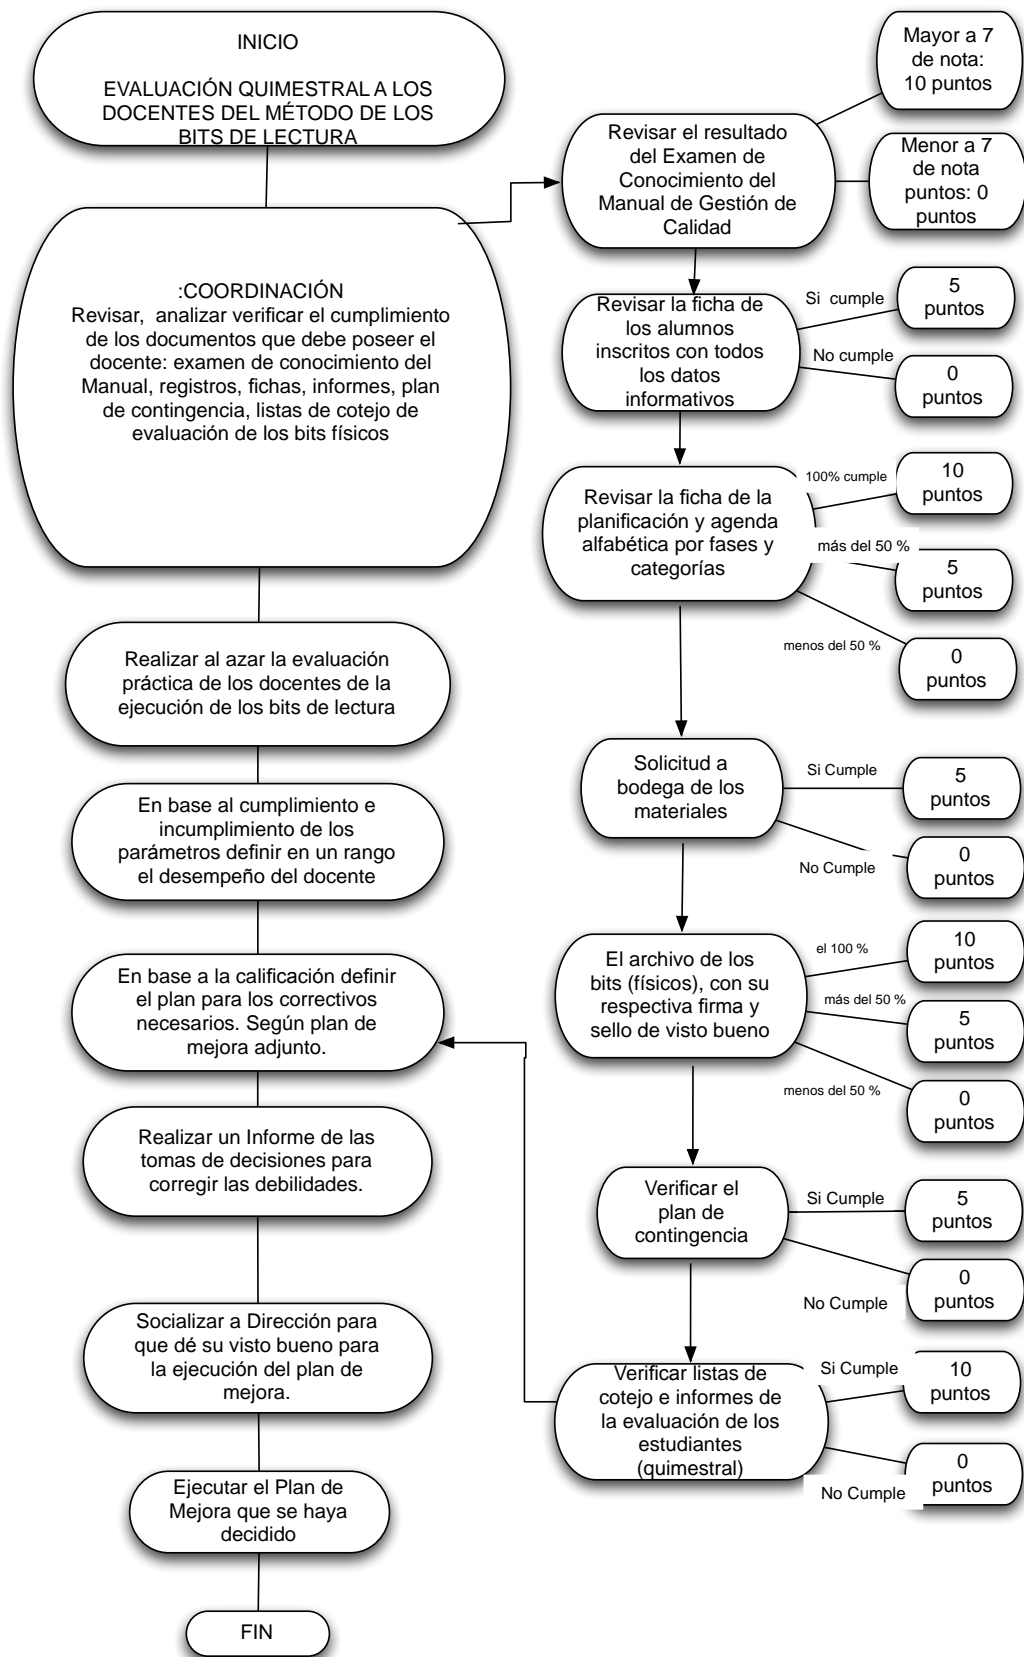 INICIO
EVALUACIÓN QUIMESTRAL A LOS
DOCENTES DEL MÉTODO DE LOS
BITS DE LECTURA
:COORDINACIÓN
Revisar, analizar verificar el cumplimiento
de los documentos que debe poseer el
docente: examen de conocimiento del
Manual, registros, fichas, informes, plan
de contingencia, listas de cotejo de
evaluación de los bits físicos
Realizar al azar la evaluación
práctica de los docentes de la
ejecución de los bits de lectura
En base al cumplimiento e
incumplimiento de los
parámetros definir en un rango
el desempeño del docente
En base a la calificación definir
el plan para los correctivos
necesarios. Según plan de
mejora adjunto.
Realizar un Informe de las
tomas de decisiones para
corregir las debilidades.
Socializar a Dirección para
que dé su visto bueno para
la ejecución del plan de
mejora.
Ejecutar el Plan de
Mejora que se haya
decidido
FIN
Revisar el resultado
del Examen de
Conocimiento del
Manual de Gestión de
Calidad
Mayor a 7
de nota:
10 puntos
Menor a 7
de nota
puntos: 0
puntos
Revisar la ficha de
los alumnos
inscritos con todos
los datos
informativos
Si cumple
5
puntos
No cumple
0
puntos
Revisar la ficha de la
planificación y agenda
alfabética por fases y
categorías
100% cumple
10
puntos
más del 50 %
5
puntos
menos del 50 %
0
puntos
Solicitud a
bodega de los
materiales
Si Cumple
5
puntos
No Cumple
0
puntos
El archivo de los
bits (físicos), con su
respectiva firma y
sello de visto bueno
el 100 %
10
puntos
más del 50 %
5
puntos
menos del 50 %
0
puntos
Verificar el
plan de
contingencia
Si Cumple
5
puntos
No Cumple
0
puntos
Verificar listas de
cotejo e informes de
la evaluación de los
estudiantes
(quimestral)
Si Cumple
10
puntos
No Cumple
0
puntos